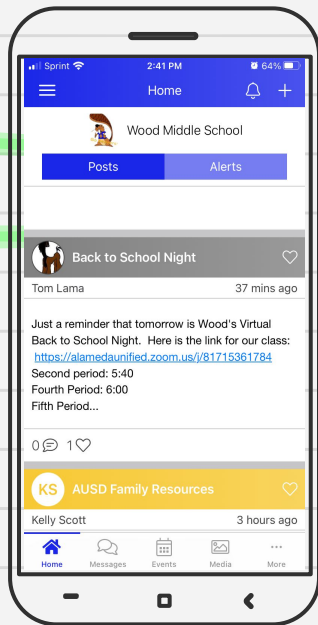 Sprint 2:41 PM 64%
Home
Wood Middle School
Posts Alerts
Back to School Night
Tom Lama 37 mins ago
Just a reminder that tomorrow is Wood's Virtual
Back to School Night. Here is the link for our class:
https://alamedaunified.zoom.us/j/81715361784
Second period: 5:40
Fourth Period: 6:00
Fifth Period...
0 1
KS AUSD Family Resources
Kelly Scott 3 hours ago
Home Messages Events Media More